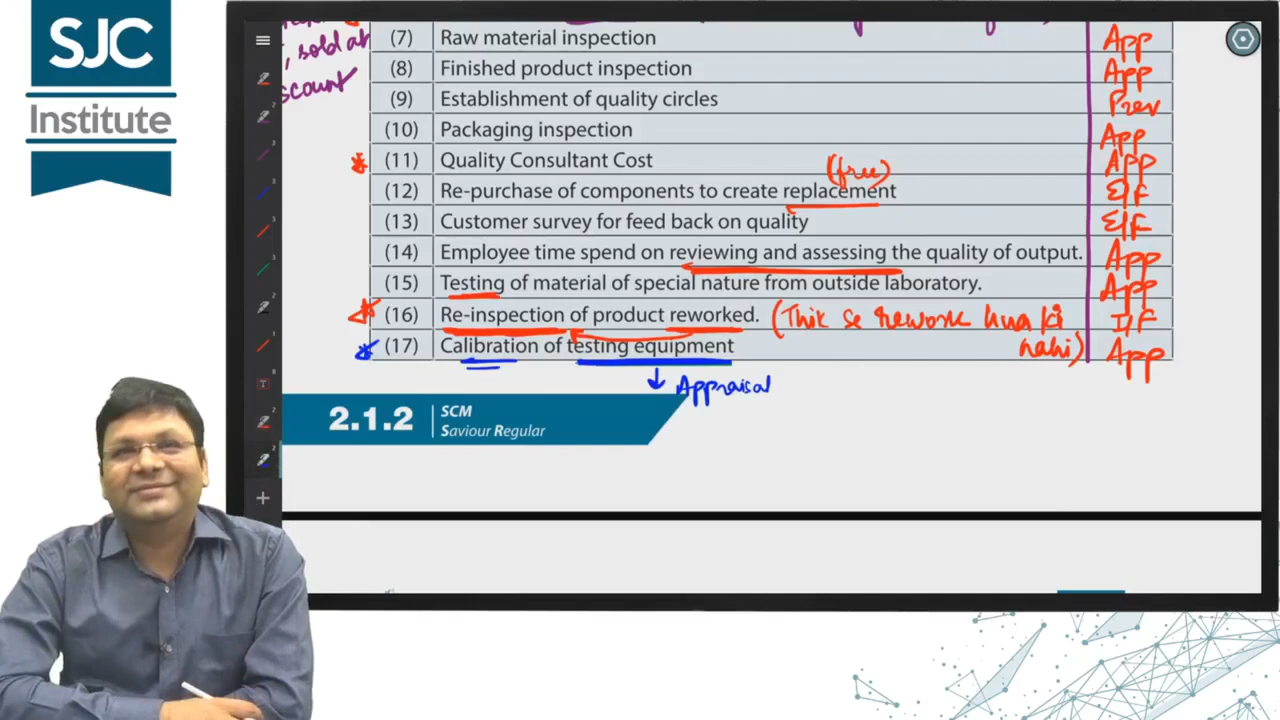 SJC
Institute
, sold at
scount
(7) Raw material inspection App
(8) Finished product inspection App
(9) Establishment of quality circles Prev
(10) Packaging inspection App
(11) Quality Consultant Cost App
(free)
(12) Re-purchase of components to create replacement E/F
(13) Customer survey for feed back on quality E/F
(14) Employee time spend on reviewing and assessing the quality of output. App
(15) Testing of material of special nature from outside laboratory. App
(16) Re-inspection of product reworked. (Thik se rework hua ki I/F
nahi)
(17) Calibration of testing equipment App
Appraisal
2.1.2 SCM
Saviour Regular